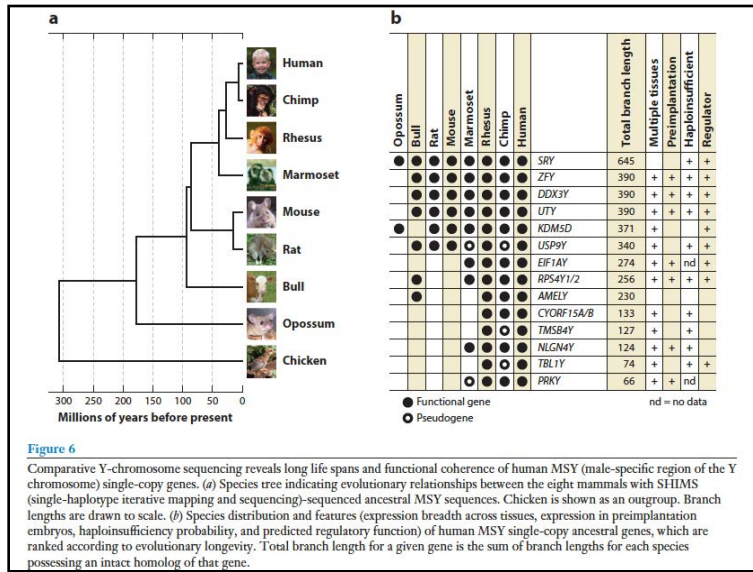 a
Human
Chimp
Rhesus
Marmoset
Mouse
Rat
Bull
Opossum
Chicken
300 250 200 150 100 50 0
Millions of years before present
b
Opossum Bull Rat Mouse Marmoset Rhesus Chimp Human Total branch length Multiple tissues Preimplantation Haploinsufficient Regulator
SRY 645 + +
ZFY 390 + + + +
DDX3Y 390 + + + +
UTY 390 + + + +
KDM5D 371 + +
USP9Y 340 + + +
EIF1AY 274 + + nd +
RPS4Y1/2 256 + + + +
AMELY 230
CYORF15A/B 133 + +
TMSB4Y 127 + +
NLGN4Y 124 + + +
TBL1Y 74 + + +
PRKY 66 + + nd
Functional gene nd = no data
Pseudogene
Figure 6
Comparative Y-chromosome sequencing reveals long life spans and functional coherence of human MSY (male-specific region of the Y
chromosome) single-copy genes. (a) Species tree indicating evolutionary relationships between the eight mammals with SHIMS
(single-haplotype iterative mapping and sequencing)-sequenced ancestral MSY sequences. Chicken is shown as an outgroup. Branch
lengths are drawn to scale. (b) Species distribution and features (expression breadth across tissues, expression in preimplantation
embryos, haploinsufficiency probability, and predicted regulatory function) of human MSY single-copy ancestral genes, which are
ranked according to evolutionary longevity. Total branch length for a given gene is the sum of branch lengths for each species
possessing an intact homolog of that gene.